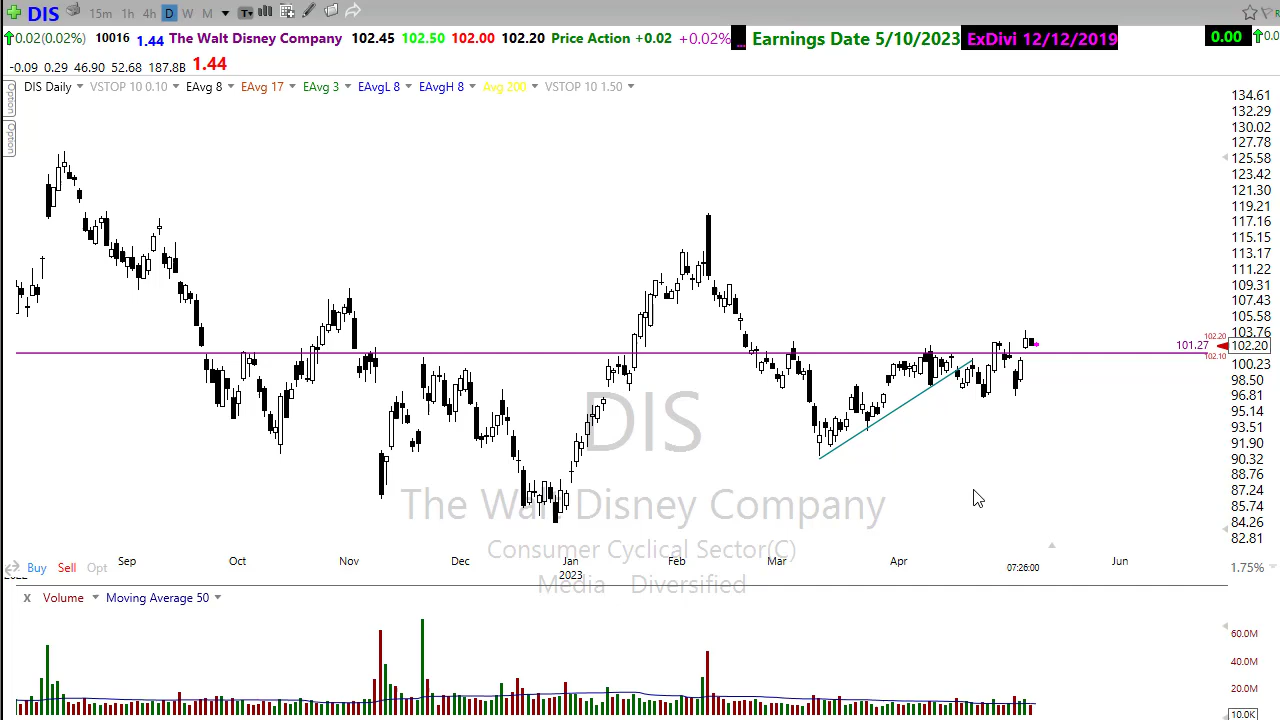 DIS 15m 1h 4h D W M T
0.02(0.02%) 10016 1.44 The Walt Disney Company 102.45 102.50 102.00 102.20 Price Action +0.02 +0.02% ... Earnings Date 5/10/2023 ExDivi 12/12/2019 0.00
-0.09 0.29 46.90 52.68 187.8B 1.44
DIS Daily VSTOP 10 0.10 EAvg 8 EAvg 17 EAvg 3 EAvgL 8 EAvgH 8 Avg 200 VSTOP 10 1.50
Option
Option
134.61
132.29
130.02
127.78
125.58
123.42
121.30
119.21
117.16
115.15
113.17
111.22
109.31
107.43
105.58
103.76
102.20
101.27
102.20
102.10
100.23
98.50
96.81
95.14
93.51
91.90
90.32
88.76
87.24
85.74
84.26
82.81
DIS
The Walt Disney Company
Consumer Cyclical Sector(C)
Media Diversified
Sep Oct Nov Dec Jan Feb Mar Apr 07:26:00 Jun
2023
Buy Sell Opt
1.75%
X Volume Moving Average 50
60.0M
40.0M
20.0M
10.0K